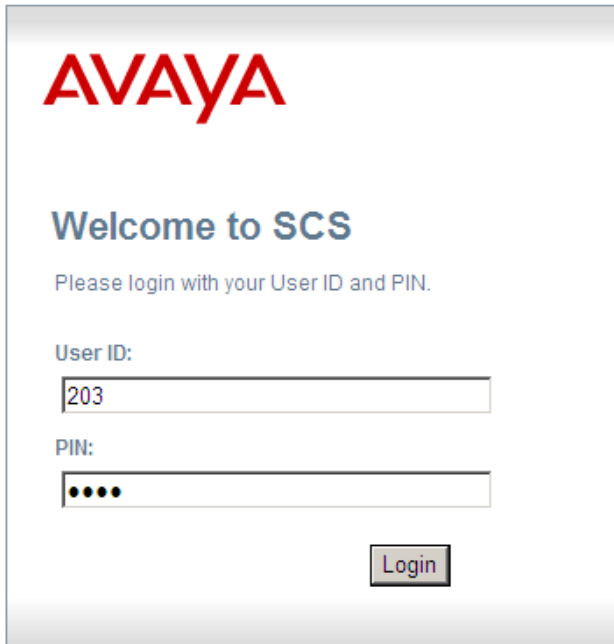 AVAYA
Welcome to SCS
Please login with your User ID and PIN.
User ID:
203
PIN:
••••
Login